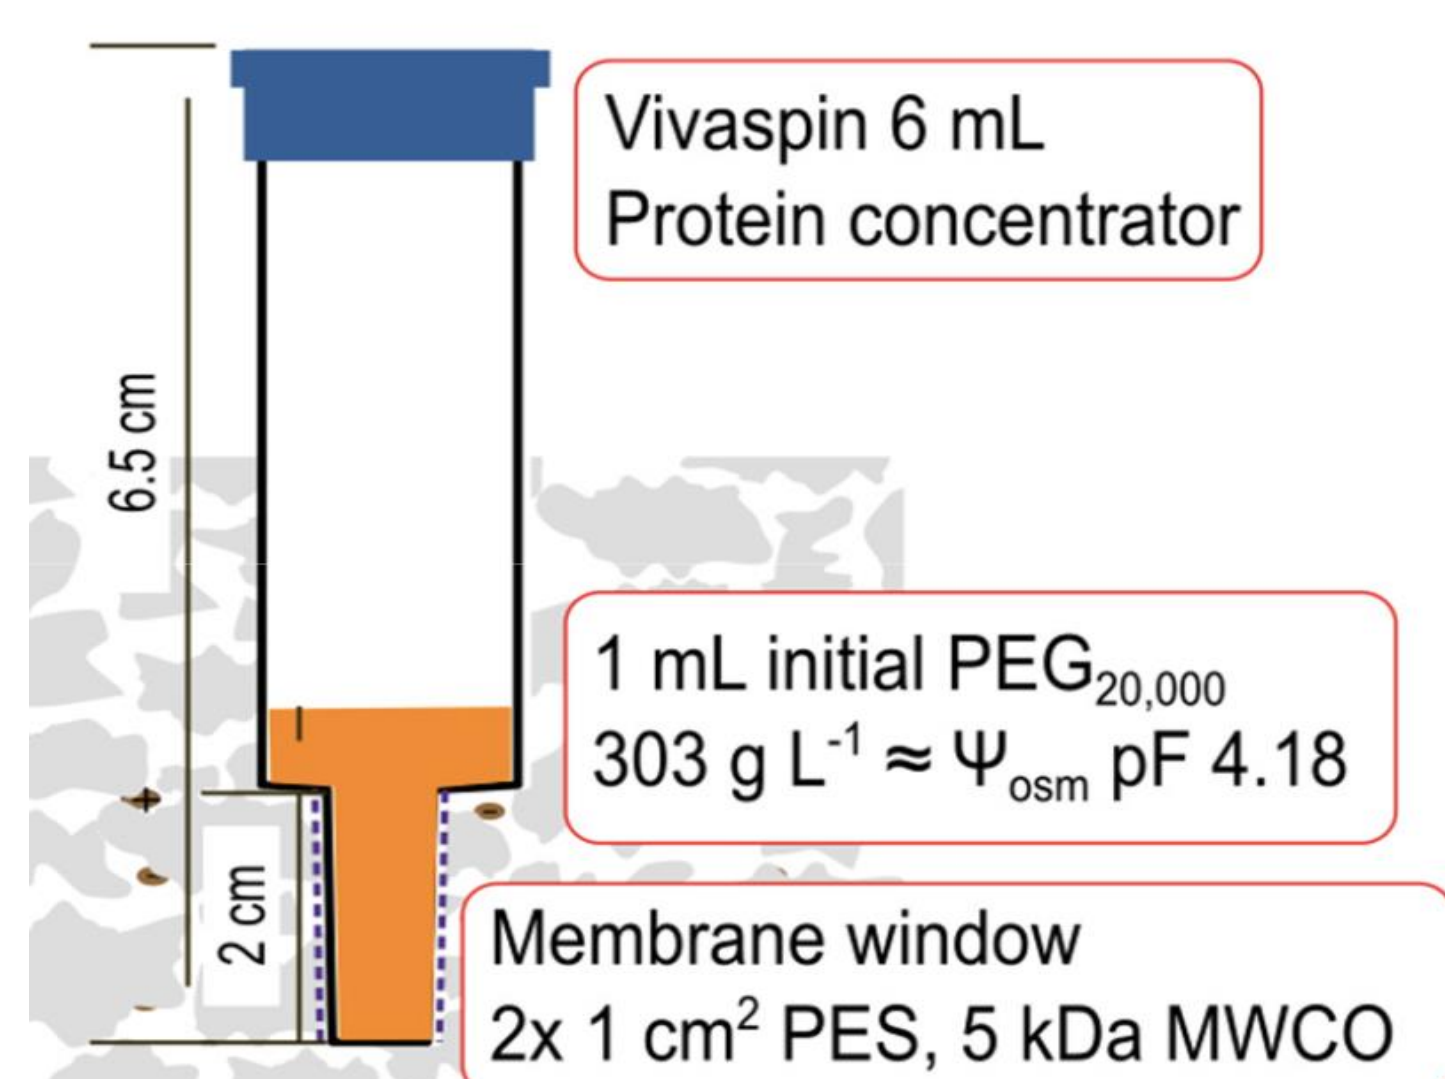 Vivaspin 6 mL
Protein concentrator
6.5 cm
1 mL initial PEG₂₀,₀₀₀
303 g L⁻¹ ≈ Ψosm pF 4.18
2 cm
Membrane window
2x 1 cm² PES, 5 kDa MWCO